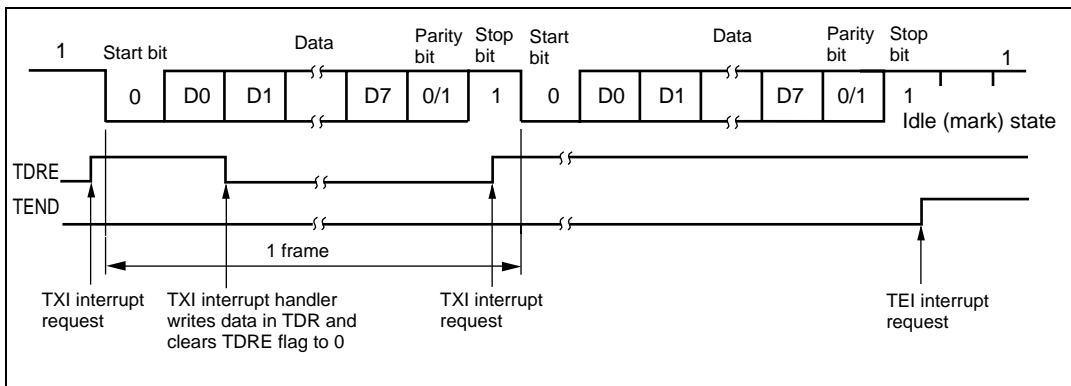 1
Start bit
Data
Parity bit
Stop bit
Start bit
Data
Parity bit
Stop bit
1
0 D0 D1 D7 0/1 1 0 D0 D1 D7 0/1 1
Idle (mark) state
TDRE
TEND
1 frame
TXI interrupt
request
TXI interrupt handler
writes data in TDR and
clears TDRE flag to 0
TXI interrupt
request
TEI interrupt
request